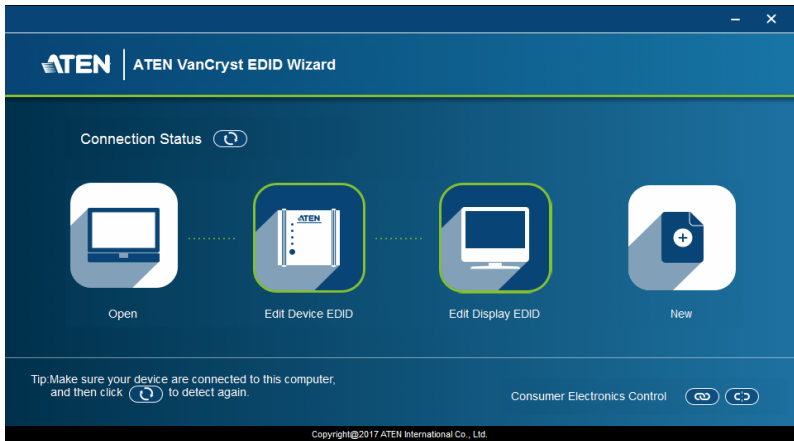 ATEN ATEN VanCryst EDID Wizard
Connection Status
ATEN
Open Edit Device EDID Edit Display EDID New
Tip:Make sure your device are connected to this computer,
and then click to detect again.
Consumer Electronics Control
Copyright@2017 ATEN International Co., Ltd.